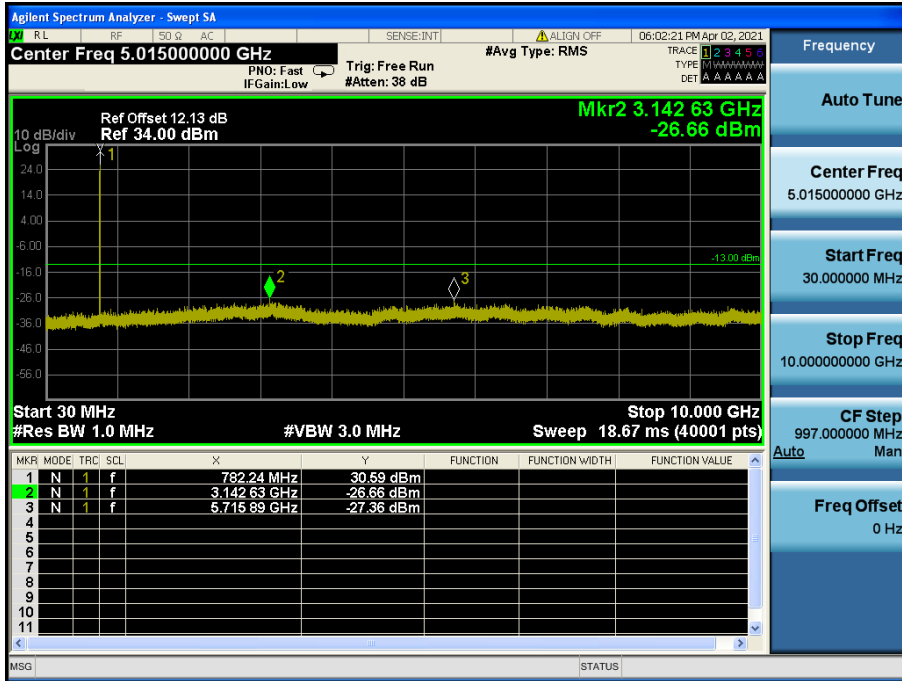 Agilent Spectrum Analyzer - Swept SA
LXI RL RF 50 Ω AC SENSE:INT ALIGN OFF 06:02:21 PM Apr 02, 2021
Center Freq 5.015000000 GHz
#Avg Type: RMS
TRACE 1 2 3 4 5 6
PNO: Fast Trig: Free Run
TYPE M WWWWW
IFGain:Low #Atten: 38 dB
DET A A A A A A
Frequency
Mkr2 3.142 63 GHz
-26.66 dBm
Ref Offset 12.13 dB
10 dB/div Ref 34.00 dBm
Log
1
24.0
14.0
4.00
-6.00
-13.00 dBm
-16.0
2
3
-26.0
-36.0
-46.0
-56.0
Start 30 MHz Stop 10.000 GHz
#Res BW 1.0 MHz #VBW 3.0 MHz Sweep 18.67 ms (40001 pts)
MKR MODE TRC SCL X Y FUNCTION FUNCTION WIDTH FUNCTION VALUE
1 N 1 f 782.24 MHz 30.59 dBm
2 N 1 f 3.142 63 GHz -26.66 dBm
3 N 1 f 5.715 89 GHz -27.36 dBm
4
5
6
7
8
9
10
11
MSG STATUS
Auto Tune
Center Freq
5.015000000 GHz
Start Freq
30.000000 MHz
Stop Freq
10.000000000 GHz
CF Step
997.000000 MHz
Auto Man
Freq Offset
0 Hz